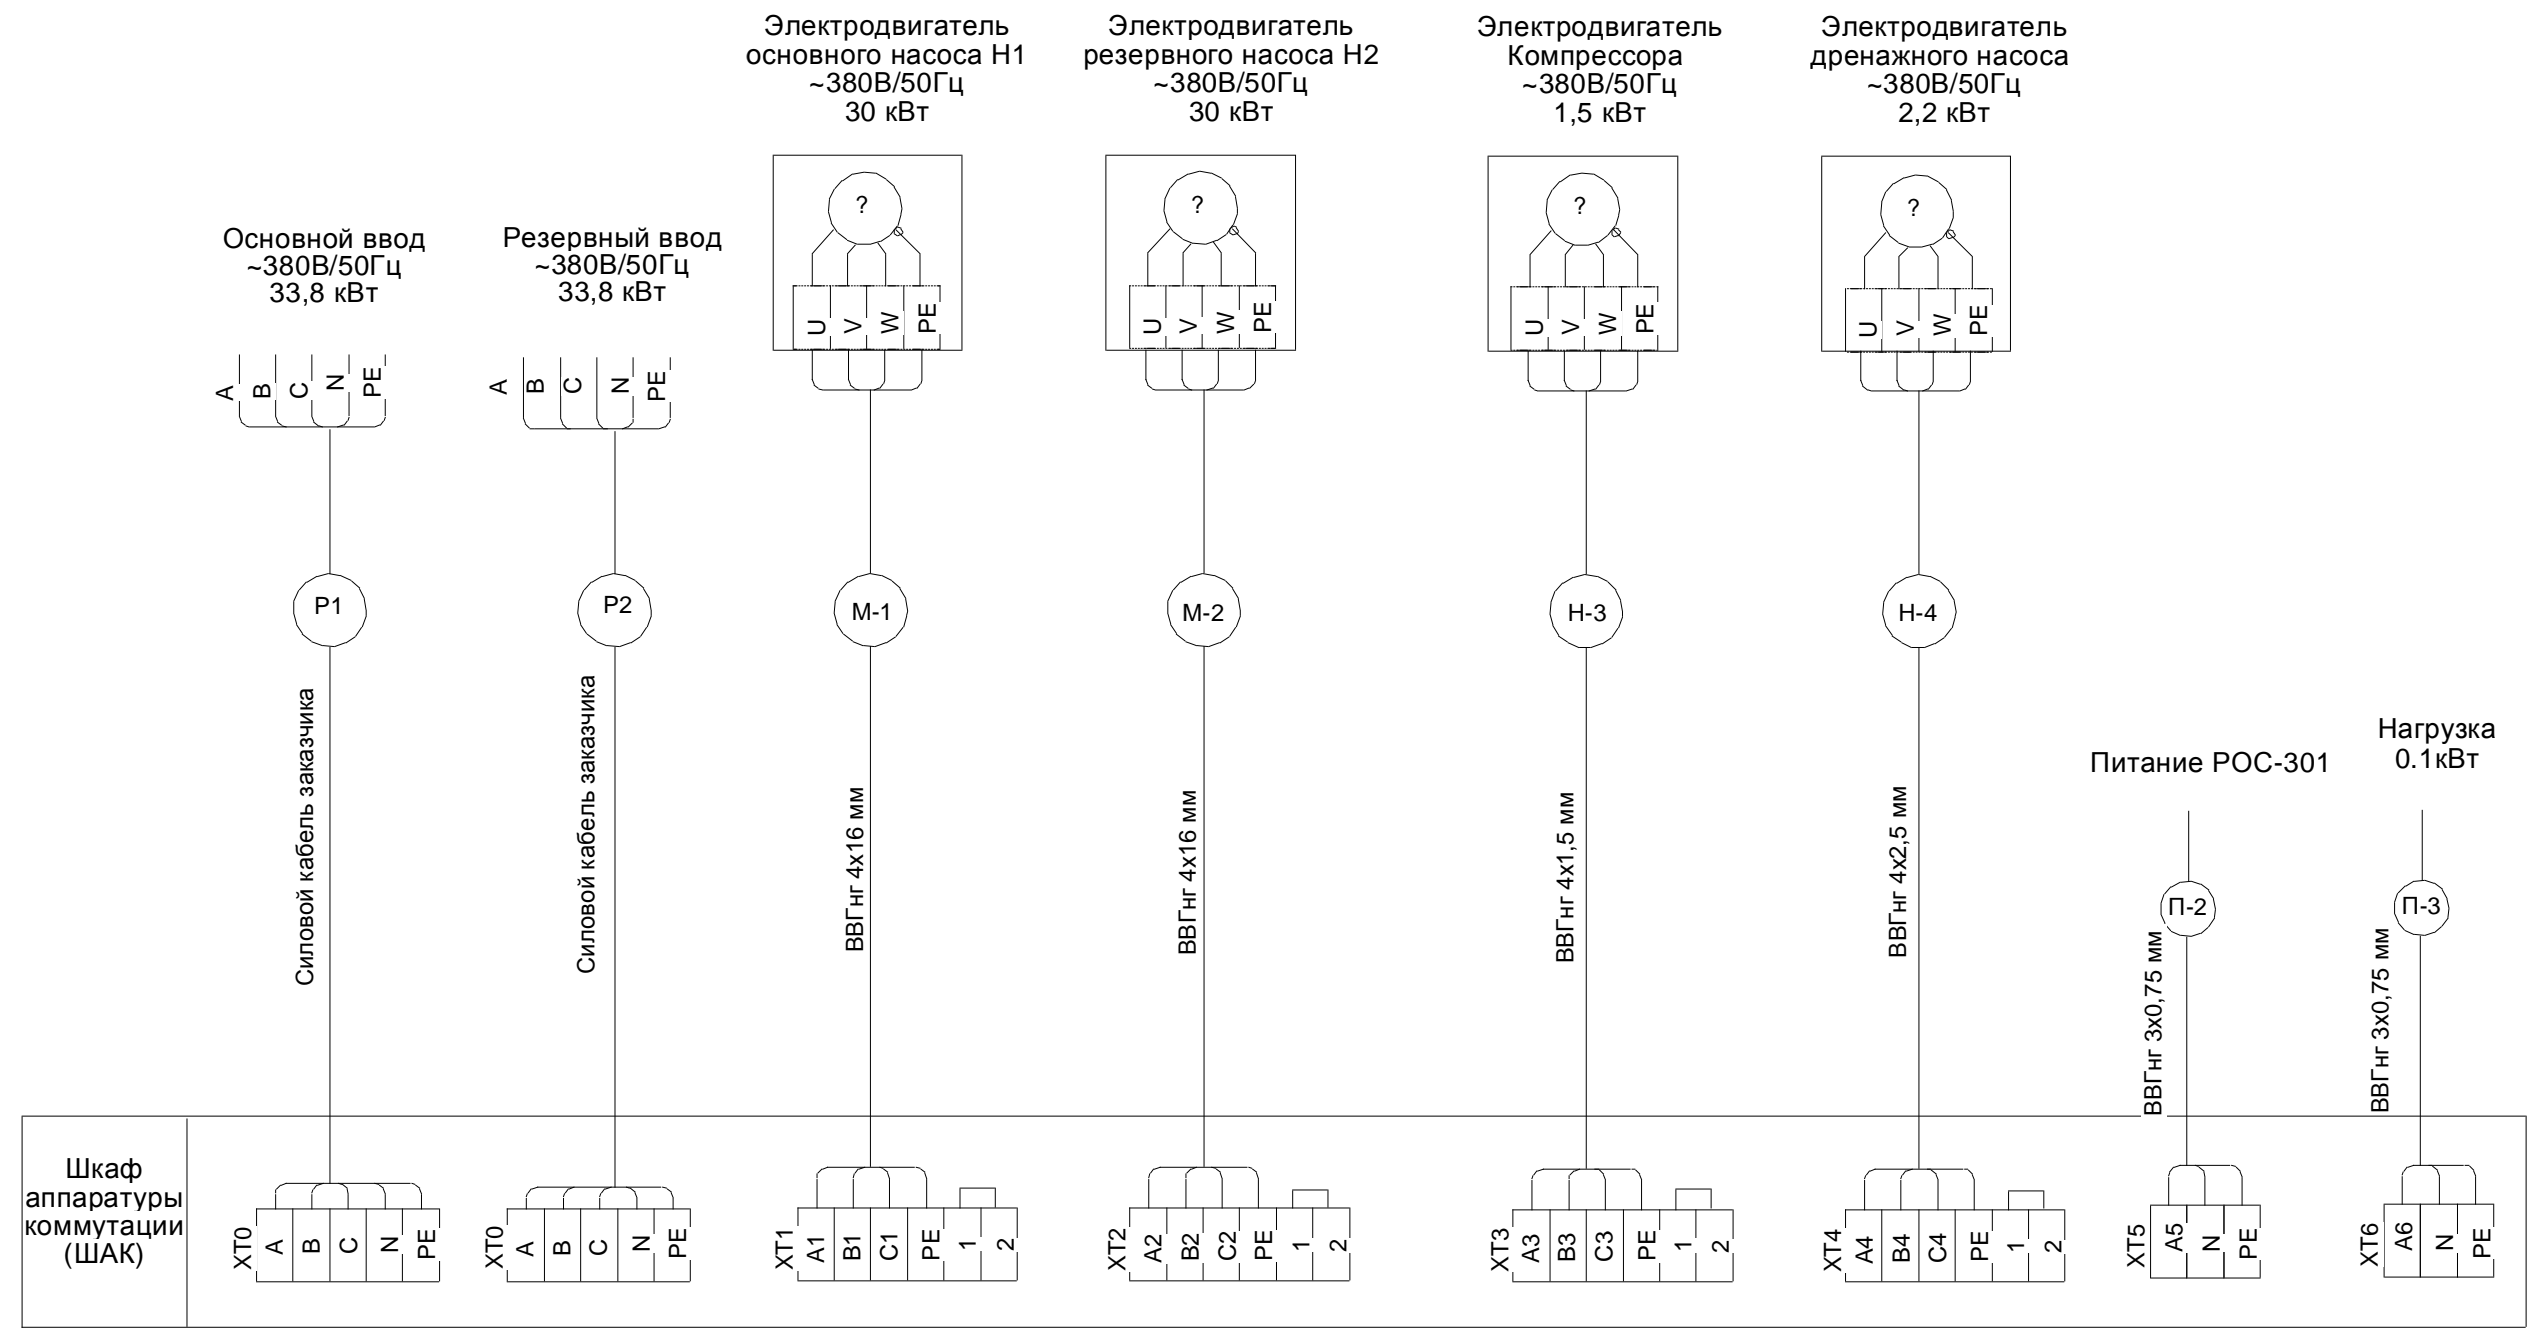 Электродвигатель
основного насоса Н1
~380В/50Гц
30 кВт
Электродвигатель
резервного насоса Н2
~380В/50Гц
30 кВт
Электродвигатель
Компрессора
~380В/50Гц
1,5 кВт
Электродвигатель
дренажного насоса
~380В/50Гц
2,2 кВт
Основной ввод
~380В/50Гц
33,8 кВт
Резервный ввод
~380В/50Гц
33,8 кВт
?
?
?
?
U V W PE
U V W PE
U V W PE
U V W PE
A B C N PE
A B C N PE
Р1
Р2
М-1
М-2
Н-3
Н-4
Силовой кабель заказчика
Силовой кабель заказчика
ВВГнг 4х16 мм
ВВГнг 4х16 мм
ВВГнг 4х1,5 мм
ВВГнг 4х2,5 мм
Питание РОС-301
Нагрузка
0.1кВт
П-2
П-3
ВВГнг 3х0,75 мм
ВВГнг 3х0,75 мм
Шкаф
аппаратуры
коммутации
(ШАК)
XT0 A B C N PE
XT0 A B C N PE
XT1 A1 B1 C1 PE 1 2
XT2 A2 B2 C2 PE 1 2
XT3 A3 B3 C3 PE 1 2
XT4 A4 B4 C4 PE 1 2
XT5 A5 N PE
XT6 A6 N PE